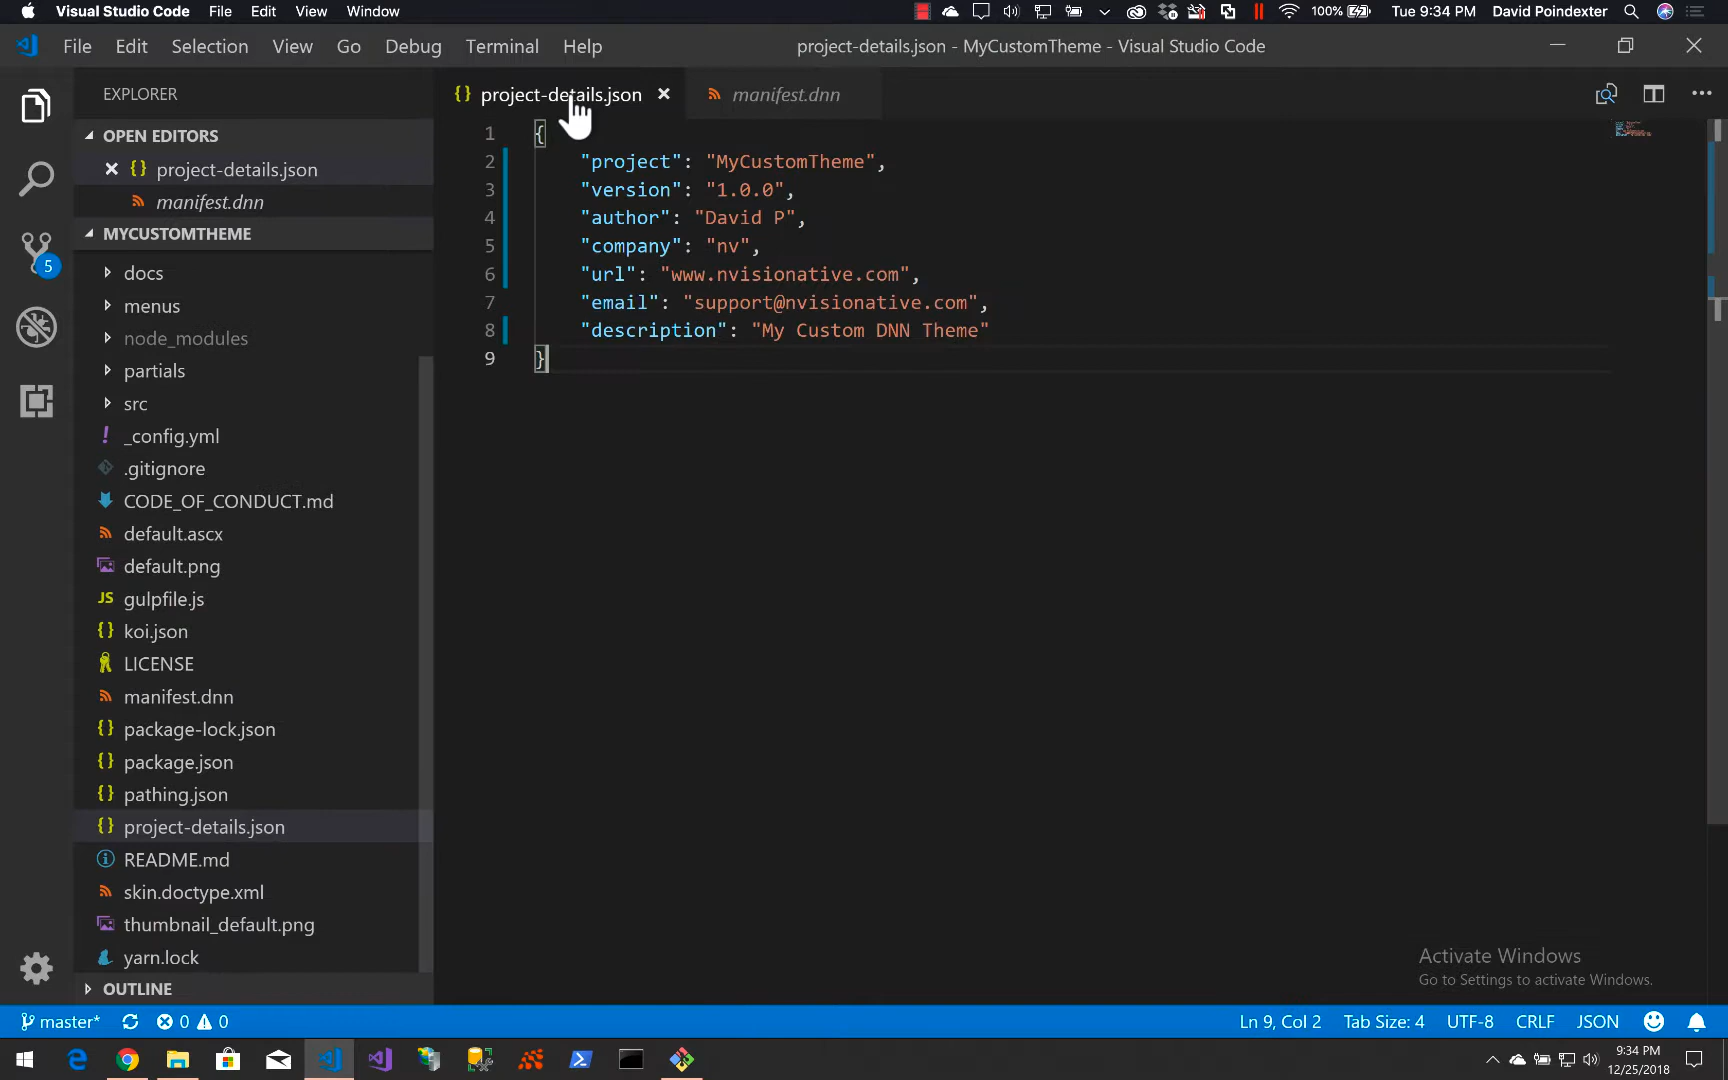 Visual Studio Code File Edit View Window 100% Tue 9:34 PM David Poindexter
File Edit Selection View Go Debug Terminal Help project-details.json - MyCustomTheme - Visual Studio Code
EXPLORER
OPEN EDITORS
project-details.json
manifest.dnn
MYCUSTOMTHEME
docs
menus
node_modules
partials
src
_config.yml
.gitignore
CODE_OF_CONDUCT.md
default.ascx
default.png
JS gulpfile.js
koi.json
LICENSE
manifest.dnn
package-lock.json
package.json
pathing.json
project-details.json
README.md
skin.doctype.xml
thumbnail_default.png
yarn.lock
OUTLINE
5
project-details.json manifest.dnn
1 {
2 "project": "MyCustomTheme",
3 "version": "1.0.0",
4 "author": "David P",
5 "company": "nv",
6 "url": "www.nvisionative.com",
7 "email": "support@nvisionative.com",
8 "description": "My Custom DNN Theme"
9 }
Activate Windows
Go to Settings to activate Windows.
master* 0 0 Ln 9, Col 2 Tab Size: 4 UTF-8 CRLF JSON
9:34 PM
12/25/2018